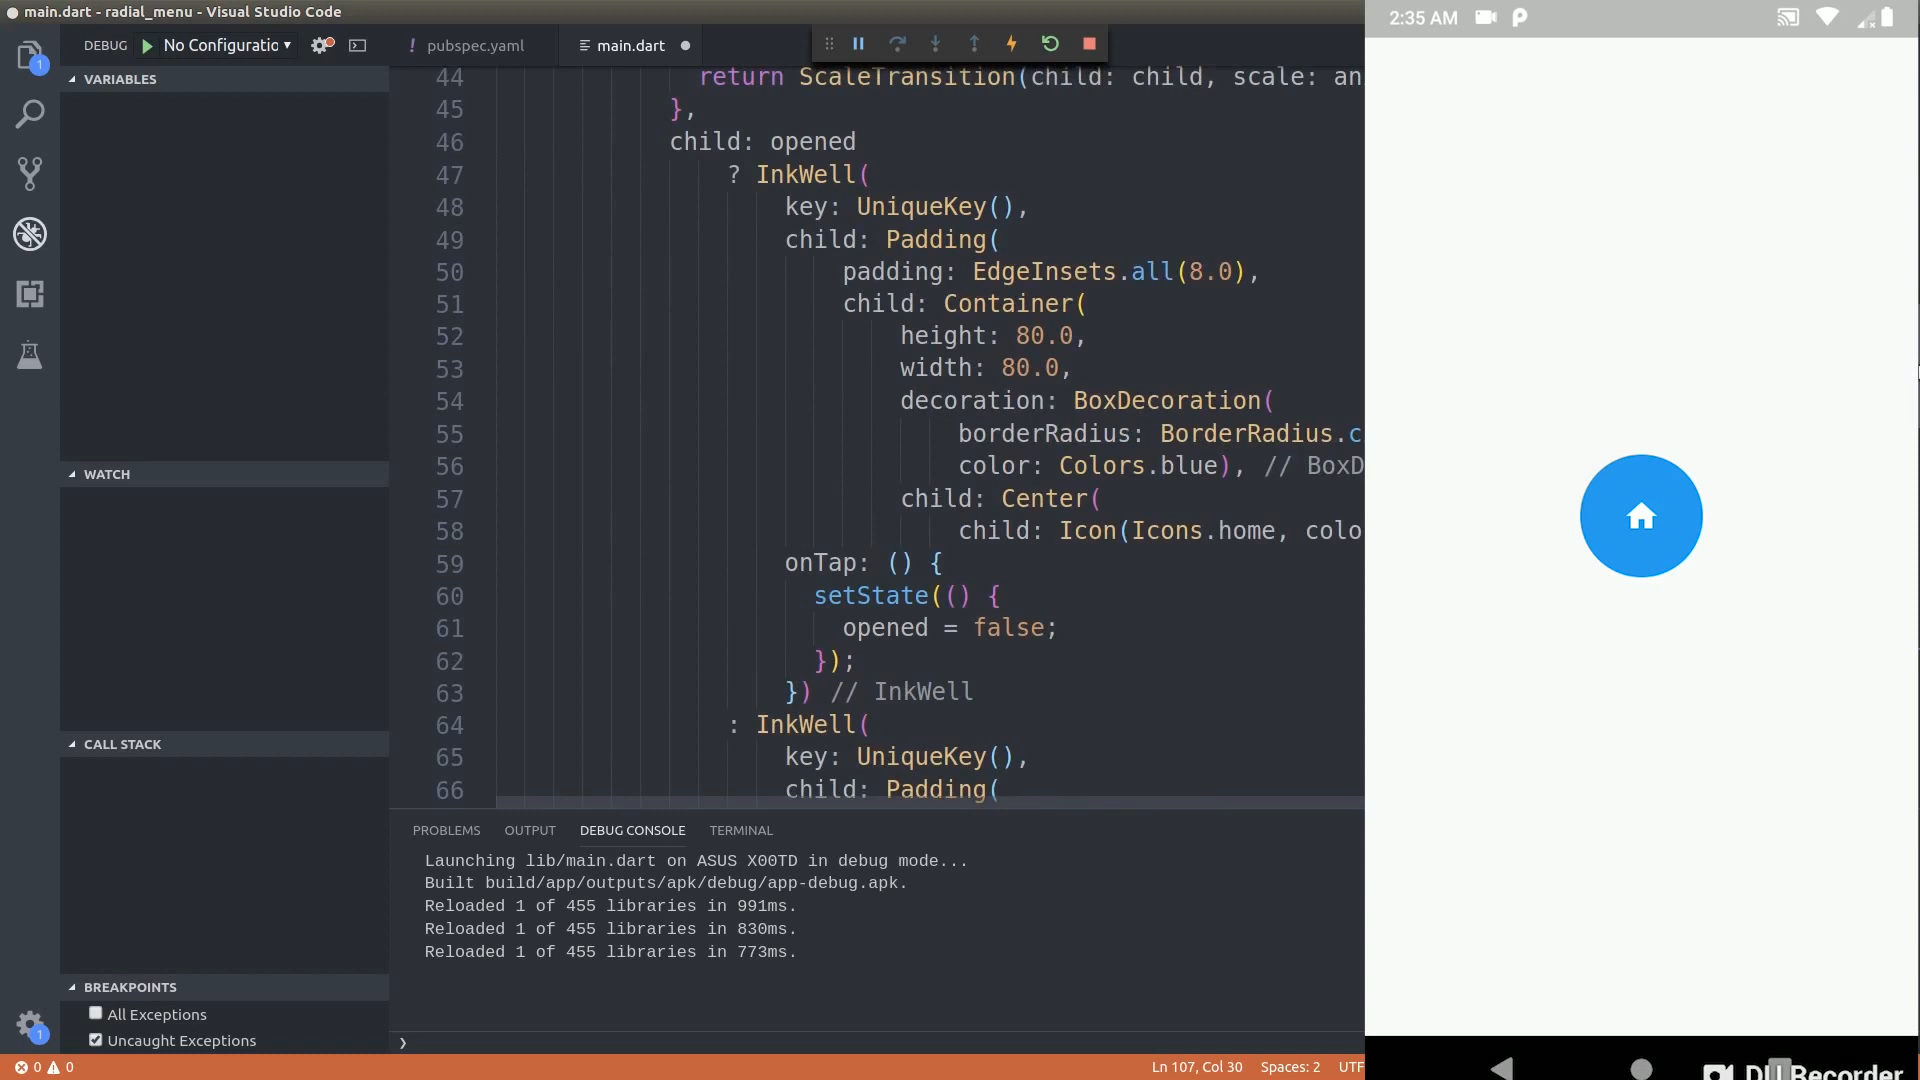 main.dart - radial_menu - Visual Studio Code
2:35 AM
DEBUG No Configuratio
pubspec.yaml
main.dart
VARIABLES
WATCH
CALL STACK
BREAKPOINTS
All Exceptions
Uncaught Exceptions
44 return ScaleTransition(child: child, scale: an
45 },
46 child: opened
47 ? InkWell(
48 key: UniqueKey(),
49 child: Padding(
50 padding: EdgeInsets.all(8.0),
51 child: Container(
52 height: 80.0,
53 width: 80.0,
54 decoration: BoxDecoration(
55 borderRadius: BorderRadius.c
56 color: Colors.blue), // BoxD
57 child: Center(
58 child: Icon(Icons.home, colo
59 onTap: () {
60 setState(() {
61 opened = false;
62 });
63 }) // InkWell
64 : InkWell(
65 key: UniqueKey(),
66 child: Padding(
PROBLEMS OUTPUT DEBUG CONSOLE TERMINAL
Launching lib/main.dart on ASUS X00TD in debug mode...
Built build/app/outputs/apk/debug/app-debug.apk.
Reloaded 1 of 455 libraries in 991ms.
Reloaded 1 of 455 libraries in 830ms.
Reloaded 1 of 455 libraries in 773ms.
1
1
0 0
Ln 107, Col 30 Spaces: 2 UTF
DU Recorder